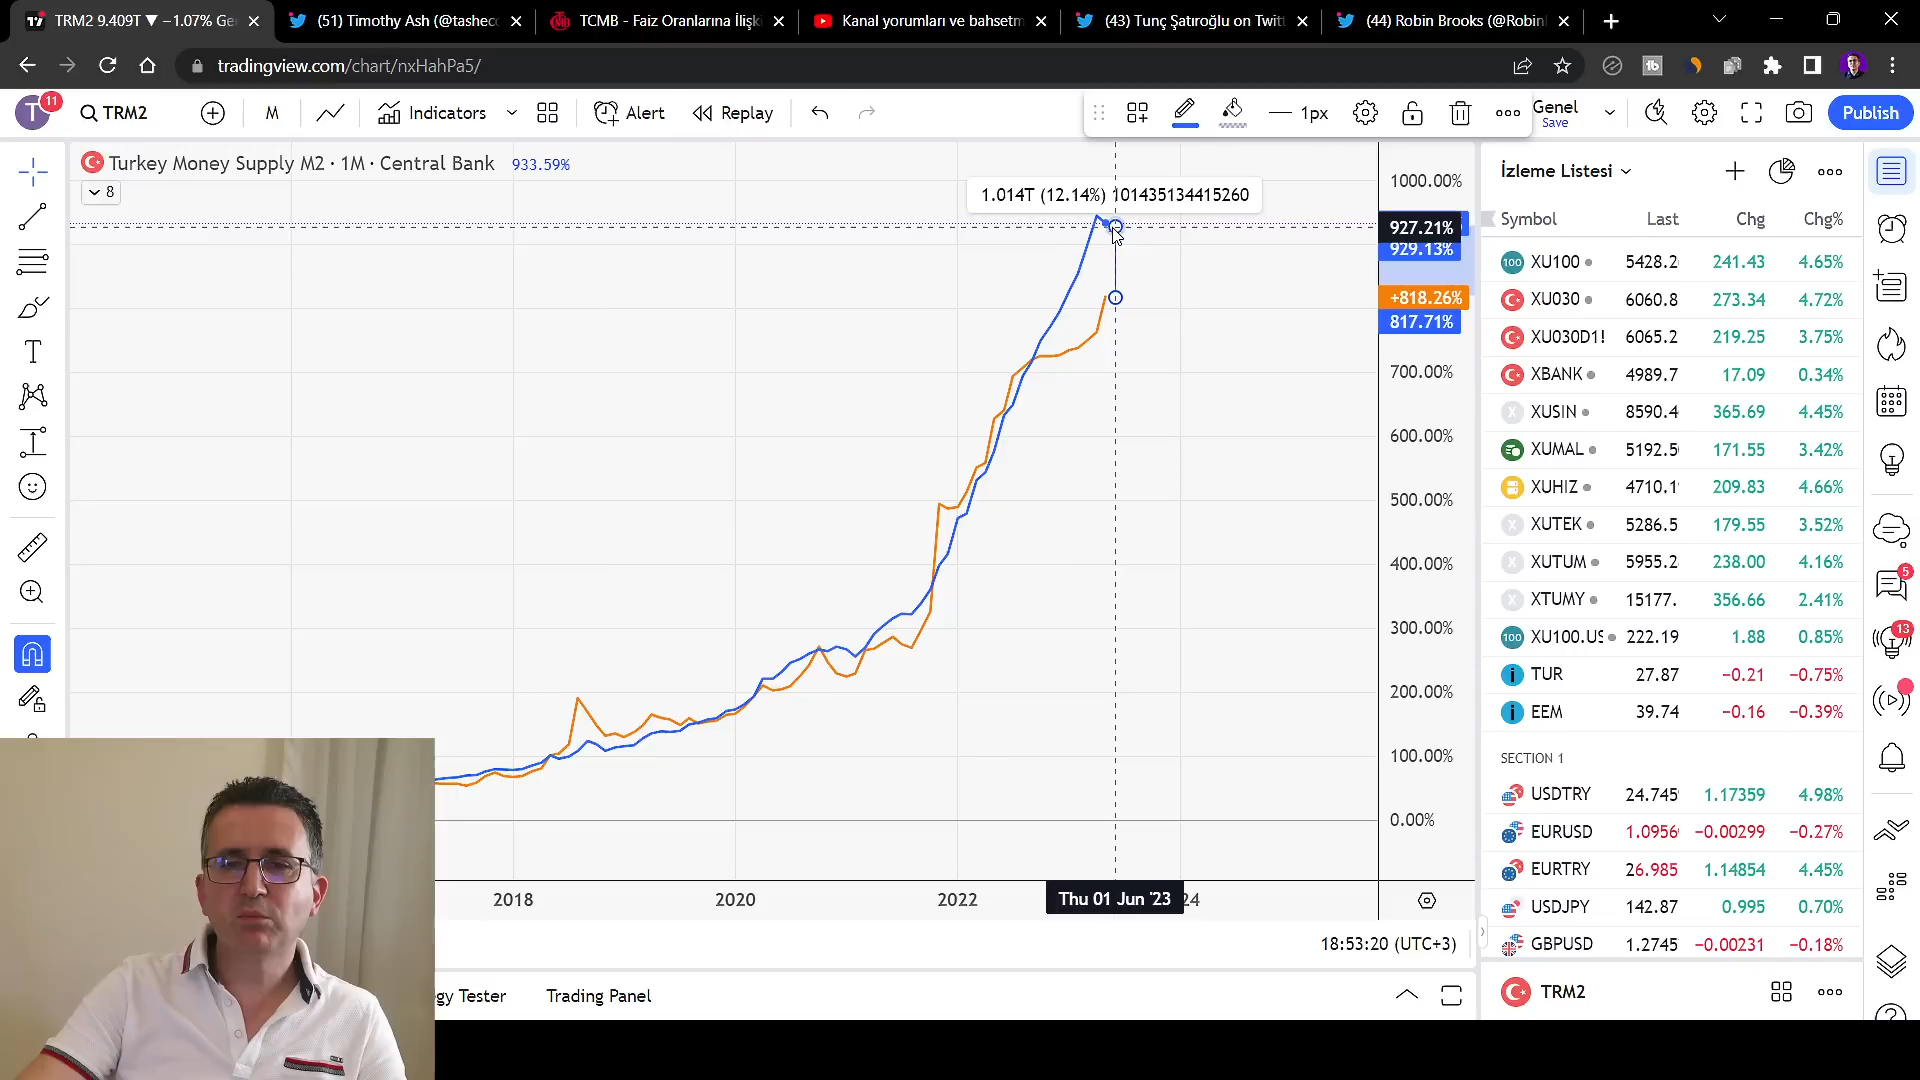 TRM2 9.409T ▼ −1.07% Ge
(51) Timothy Ash (@tashecc
TCMB - Faiz Oranlarına İlişki
Kanal yorumları ve bahsetm
(43) Tunç Şatıroğlu on Twitt
(44) Robin Brooks (@Robin
tradingview.com/chart/nxHahPa5/
T
11
TRM2
M
Indicators
Alert
Replay
1px
Genel
Save
Publish
Turkey Money Supply M2 · 1M · Central Bank 933.59%
8
1.014T (12.14%) 101435134415260
1000.00%
927.21%
929.13%
+818.26%
817.71%
700.00%
600.00%
500.00%
400.00%
300.00%
200.00%
100.00%
0.00%
2018
2020
2022
Thu 01 Jun '23
24
18:53:20 (UTC+3)
gy Tester
Trading Panel
İzleme Listesi
Symbol Last Chg Chg%
XU100 5428.2 241.43 4.65%
XU030 6060.8 273.34 4.72%
XU030D1! 6065.2 219.25 3.75%
XBANK 4989.7 17.09 0.34%
XUSIN 8590.4 365.69 4.45%
XUMAL 5192.5 171.55 3.42%
XUHIZ 4710.1 209.83 4.66%
XUTEK 5286.5 179.55 3.52%
XUTUM 5955.2 238.00 4.16%
XTUMY 15177. 356.66 2.41%
XU100.US 222.19 1.88 0.85%
TUR 27.87 −0.21 −0.75%
EEM 39.74 −0.16 −0.39%
SECTION 1
USDTRY 24.745 1.17359 4.98%
EURUSD 1.0956 −0.00299 −0.27%
EURTRY 26.985 1.14854 4.45%
USDJPY 142.87 0.995 0.70%
GBPUSD 1.2745 −0.00231 −0.18%
TRM2
5
13